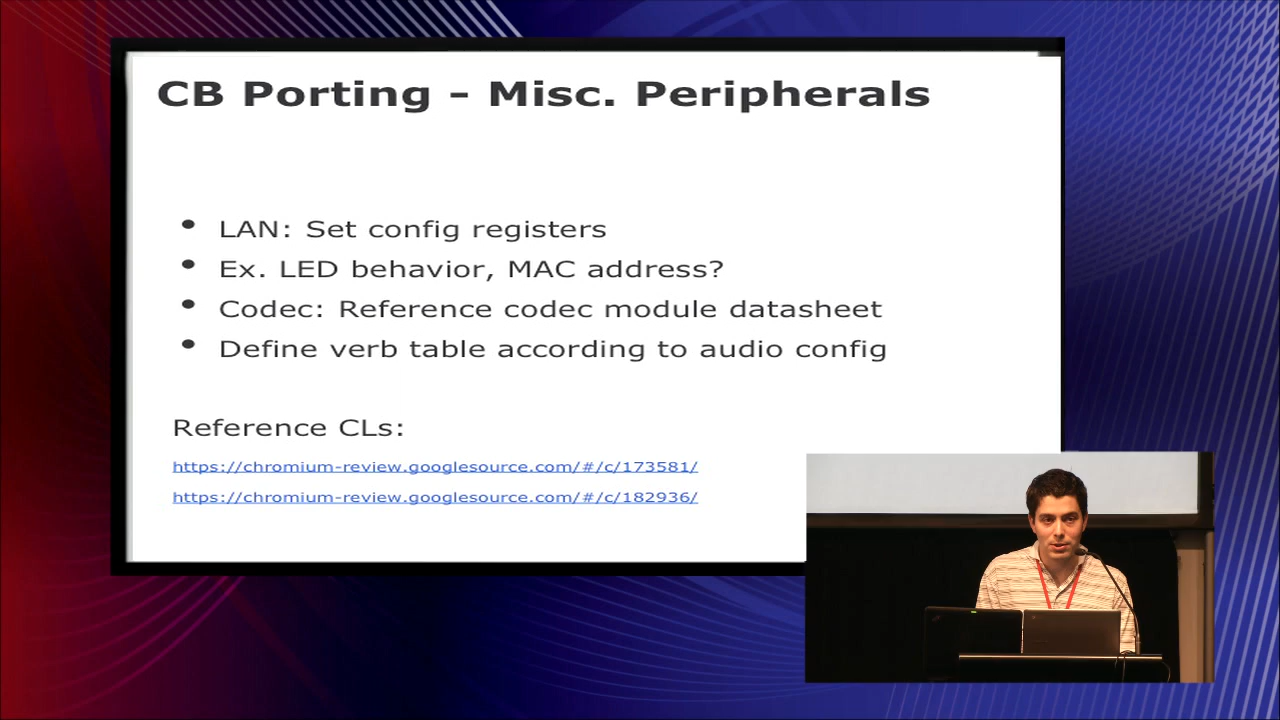 CB Porting – Misc. Peripherals
• LAN: Set config registers
• Ex. LED behavior, MAC address?
• Codec: Reference codec module datasheet
• Define verb table according to audio config
Reference CLs:
https://chromium-review.googlesource.com/#/c/173581/
https://chromium-review.googlesource.com/#/c/182936/